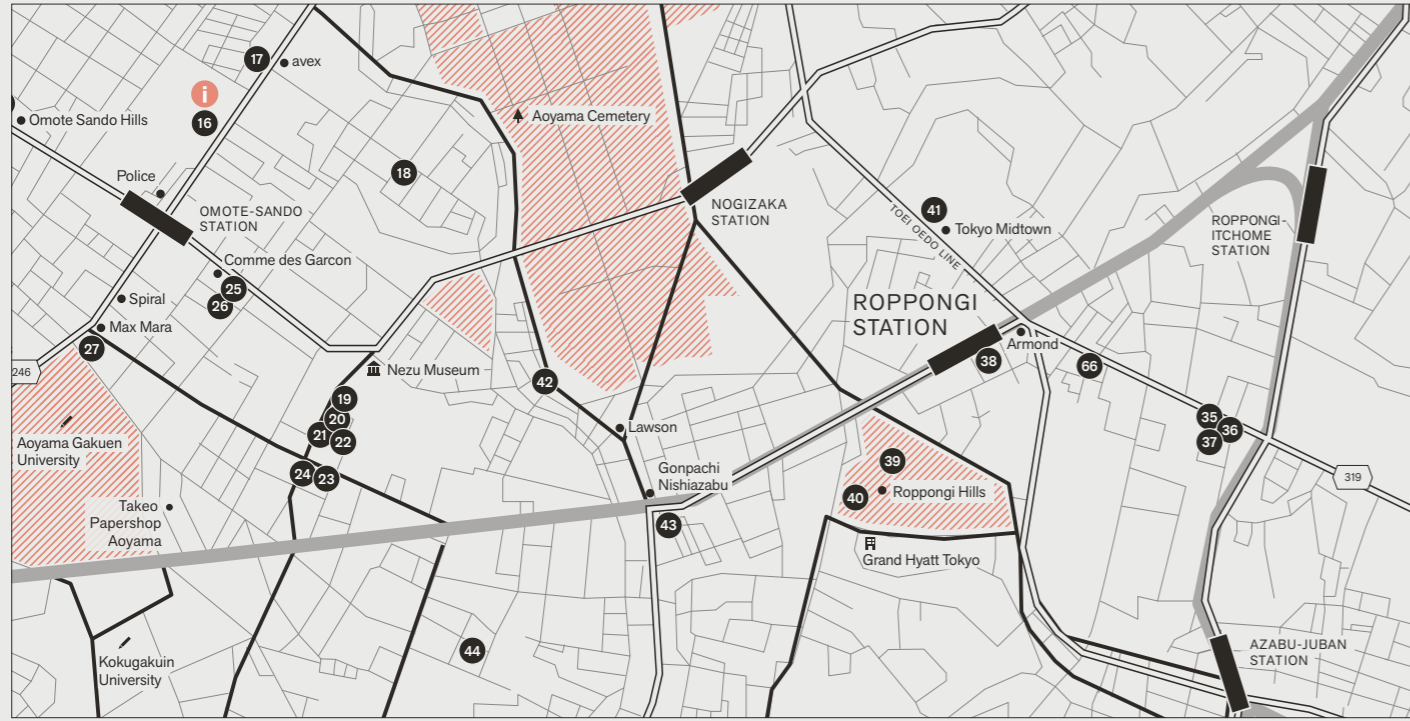 17
avex
i
16
Omote Sando Hills
Aoyama Cemetery
18
Police
OMOTE-SANDO
STATION
NOGIZAKA
STATION
41
Tokyo Midtown
TOEI OEDO LINE
ROPPONGI-
ITCHOME
STATION
Comme des Garcon
25
26
Spiral
Max Mara
27
246
ROPPONGI
STATION
Armond
38
66
Nezu Museum
42
19
20
21
22
24
23
Lawson
35
36
37
Aoyama Gakuen
University
Gonpachi
Nishiazabu
39
40
Roppongi Hills
319
Takeo
Papershop
Aoyama
43
Grand Hyatt Tokyo
Kokugakuin
University
44
AZABU-JUBAN
STATION